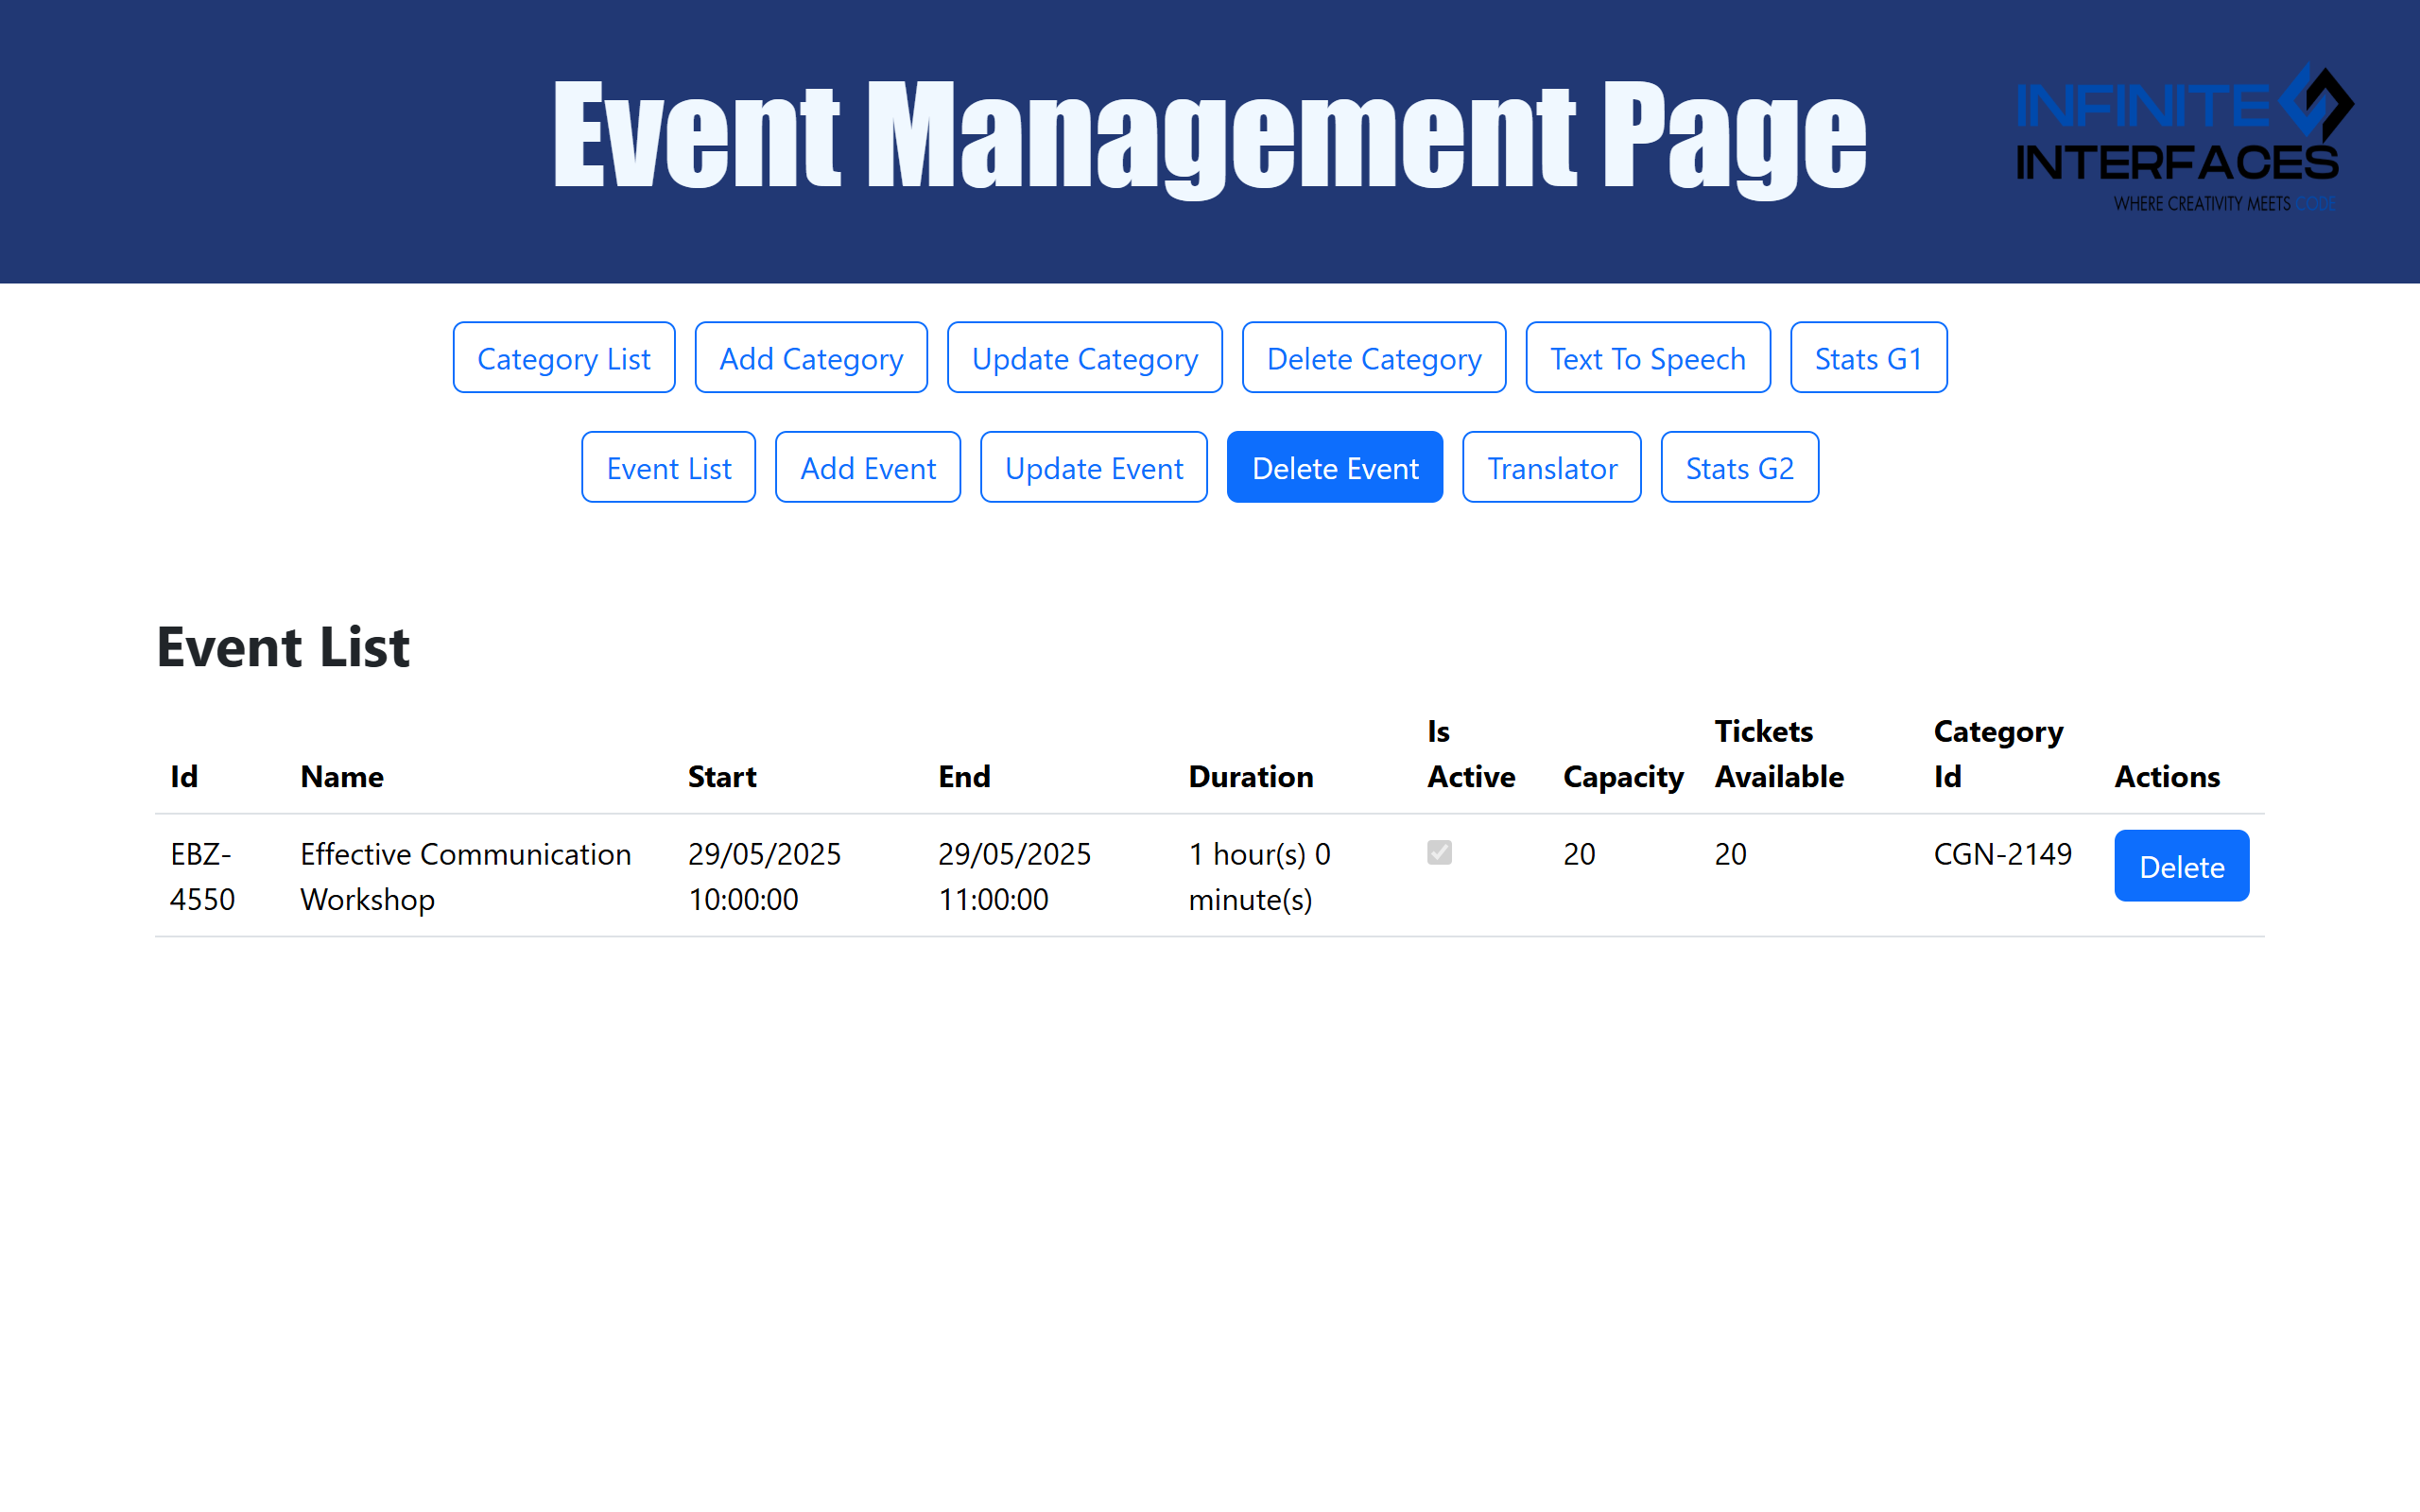 Event Management Page
INFINITE
INTERFACES
WHERE CREATIVITY MEETS CODE
Category List Add Category Update Category Delete Category Text To Speech Stats G1
Event List Add Event Update Event Delete Event Translator Stats G2
Event List
Id Name Start End Duration Is Active Capacity Tickets Available Category Id Actions
EBZ-4550 Effective Communication Workshop 29/05/2025 10:00:00 29/05/2025 11:00:00 1 hour(s) 0 minute(s) 20 20 CGN-2149 Delete